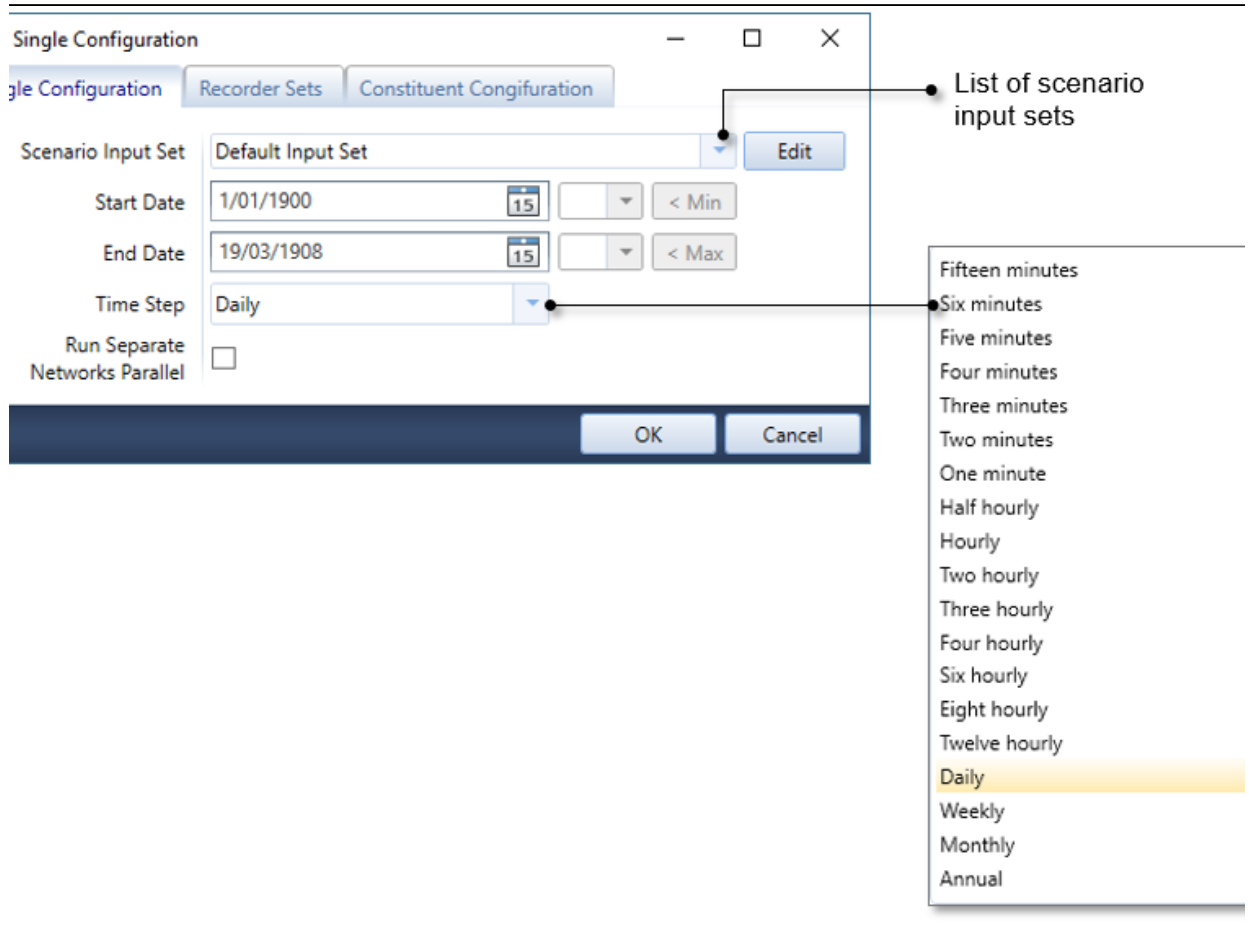 Single Configuration
gle Configuration
Recorder Sets
Constituent Congifuration
List of scenario
input sets
Scenario Input Set
Default Input Set
Edit
Start Date
1/01/1900
15
< Min
End Date
19/03/1908
15
< Max
Time Step
Daily
Run Separate
Networks Parallel
OK
Cancel
Fifteen minutes
Six minutes
Five minutes
Four minutes
Three minutes
Two minutes
One minute
Half hourly
Hourly
Two hourly
Three hourly
Four hourly
Six hourly
Eight hourly
Twelve hourly
Daily
Weekly
Monthly
Annual